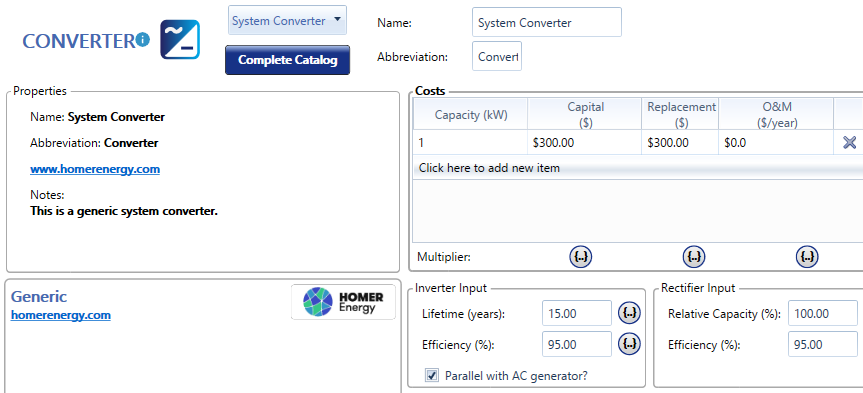 CONVERTER
System Converter
Complete Catalog
Name:
System Converter
Abbreviation:
Convert
Properties
Name: System Converter
Abbreviation: Converter
www.homerenergy.com
Notes:
This is a generic system converter.
Generic
homerenergy.com
HOMER
Energy
Costs
Capacity (kW) Capital Replacement O&M
($) ($) ($/year)
1 $300.00 $300.00 $0.0
Click here to add new item
Multiplier: {..} {..} {..}
Inverter Input
Lifetime (years): 15.00 {..}
Efficiency (%): 95.00 {..}
Parallel with AC generator?
Rectifier Input
Relative Capacity (%): 100.00
Efficiency (%): 95.00